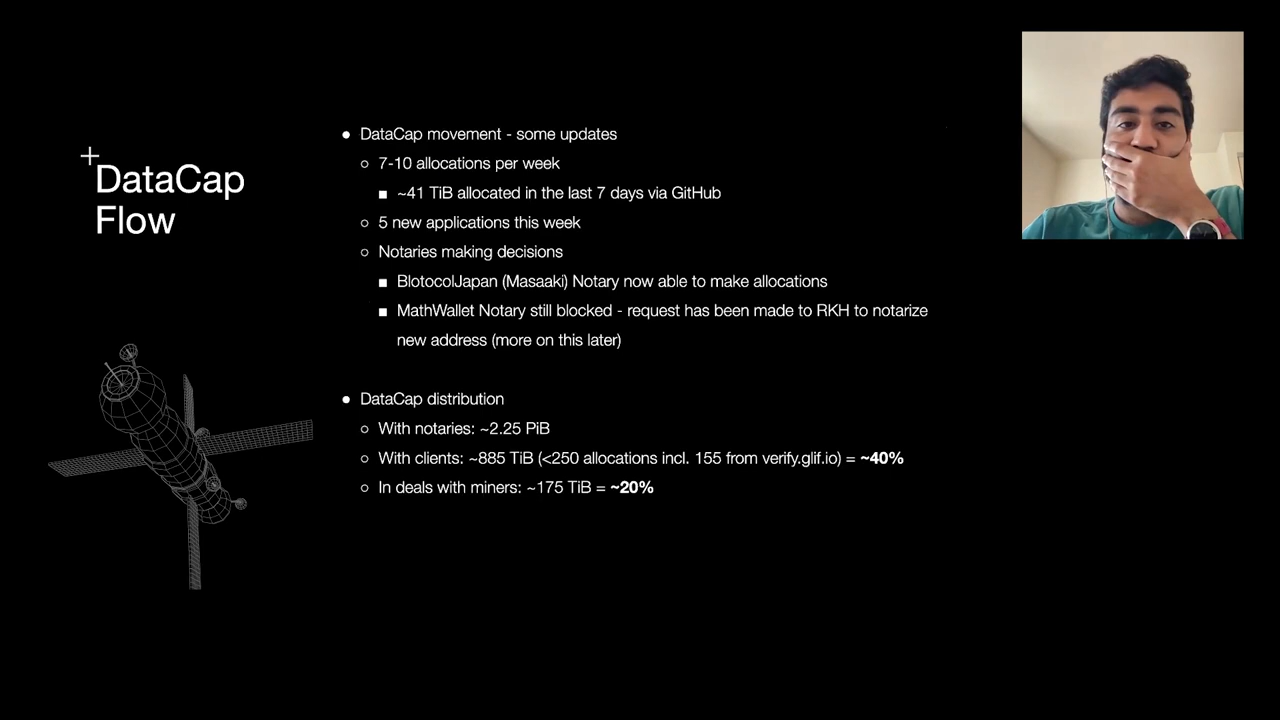 DataCap
Flow
● DataCap movement - some updates
○ 7-10 allocations per week
■ ~41 TiB allocated in the last 7 days via GitHub
○ 5 new applications this week
○ Notaries making decisions
■ BlotocolJapan (Masaaki) Notary now able to make allocations
■ MathWallet Notary still blocked - request has been made to RKH to notarize
new address (more on this later)
● DataCap distribution
○ With notaries: ~2.25 PiB
○ With clients: ~885 TiB (<250 allocations incl. 155 from verify.glif.io) = ~40%
○ In deals with miners: ~175 TiB = ~20%